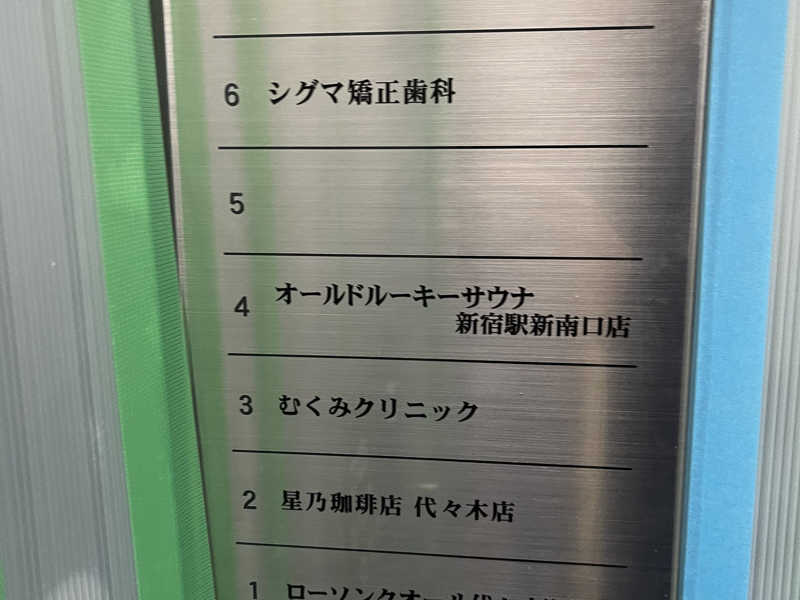 6 シグマ矯正歯科
5
4 オールドルーキーサウナ
新宿駅新南口店
3 むくみクリニック
2 星乃珈琲店 代々木店
1